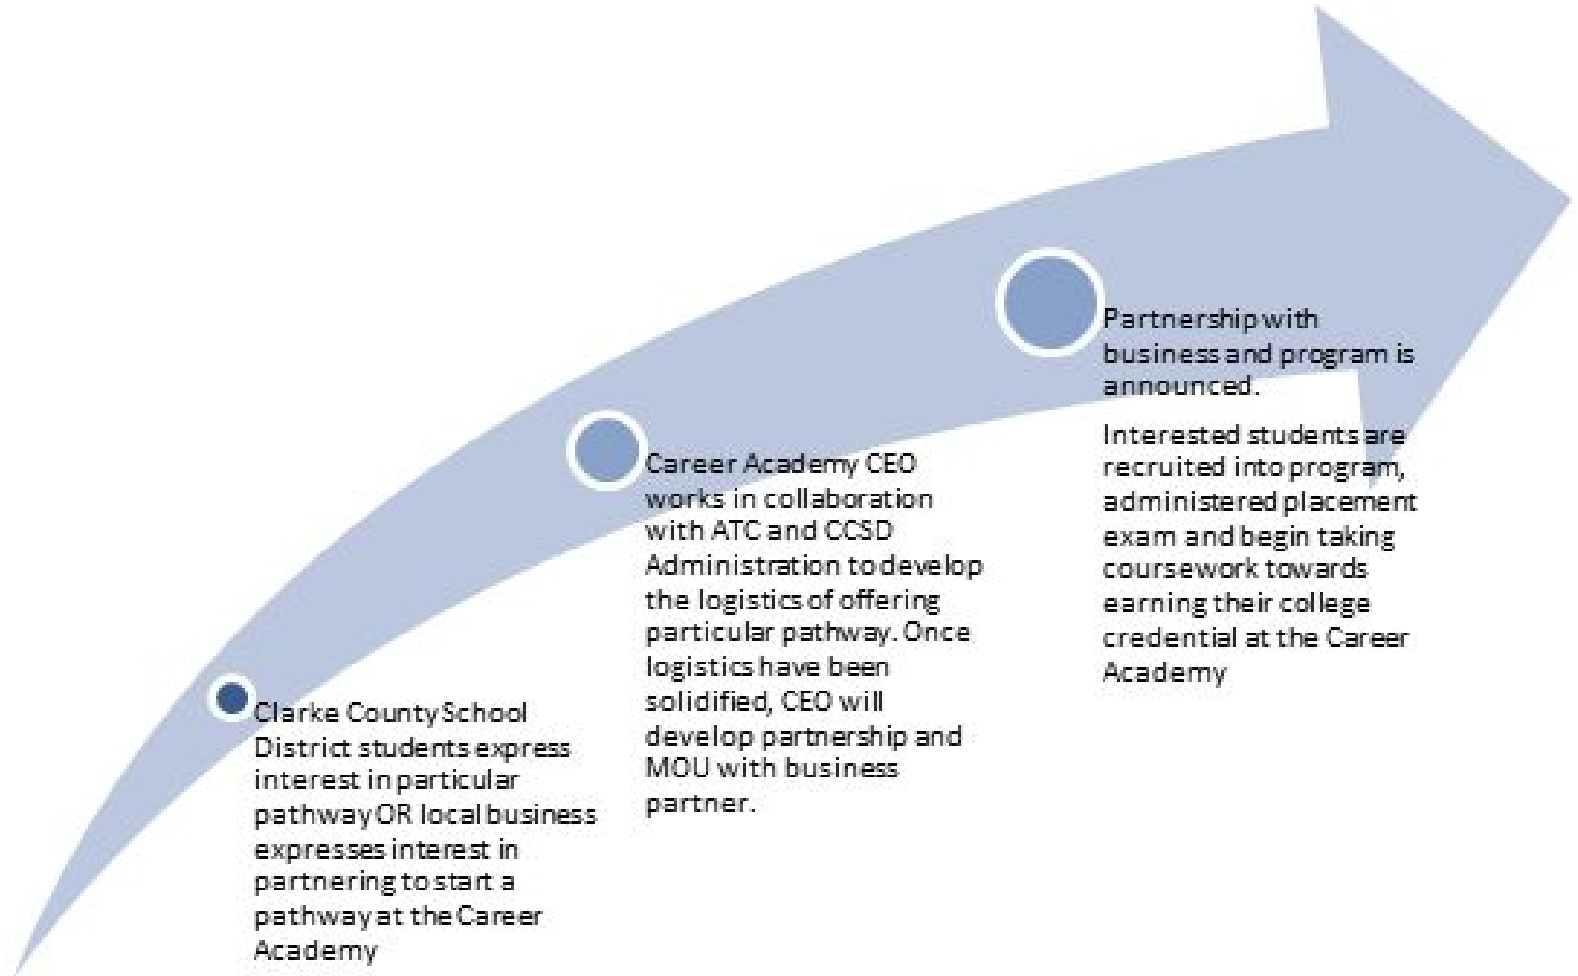 Clarke County School
District students express
interest in particular
pathway OR local business
expresses interest in
partnering to start a
pathway at the Career
Academy
Career Academy CEO
works in collaboration
with ATC and CCSD
Administration to develop
the logistics of offering
particular pathway. Once
logistics have been
solidified, CEO will
develop partnership and
MOU with business
partner.
Partnership with
business and program is
announced.
Interested students are
recruited into program,
administered placement
exam and begin taking
coursework towards
earning their college
credential at the Career
Academy